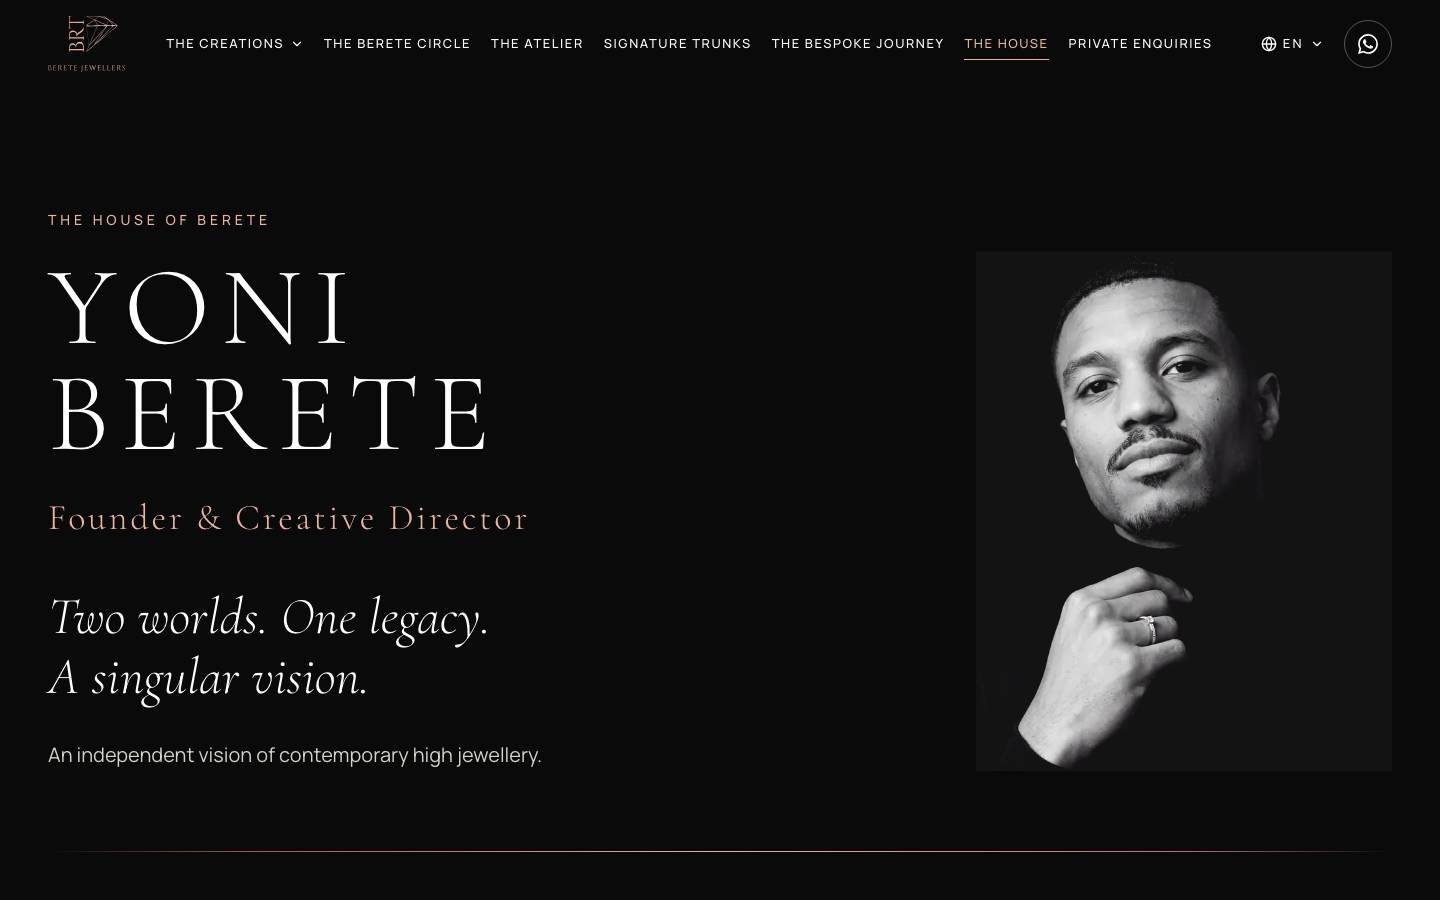 BRT
BERETE JEWELLERS
THE CREATIONS
THE BERETE CIRCLE
THE ATELIER
SIGNATURE TRUNKS
THE BESPOKE JOURNEY
THE HOUSE
PRIVATE ENQUIRIES
EN
THE HOUSE OF BERETE
YONI
BERETE
Founder & Creative Director
Two worlds. One legacy.
A singular vision.
An independent vision of contemporary high jewellery.